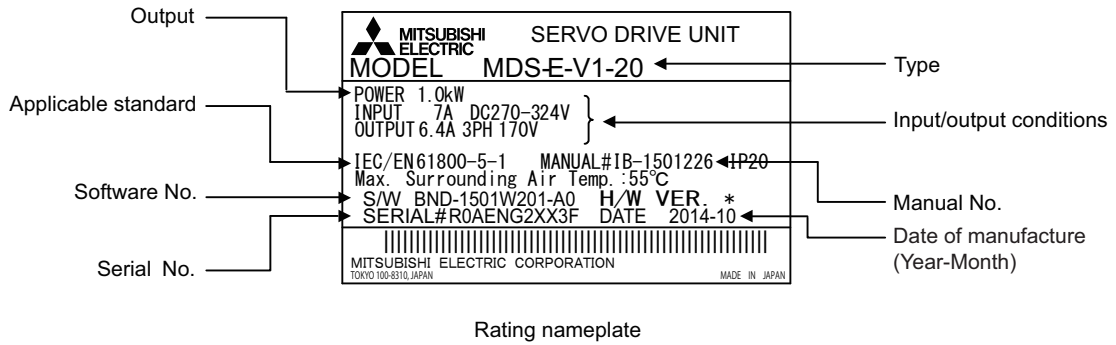 Output
Applicable standard
Software No.
Serial No.
MITSUBISHI ELECTRIC
SERVO DRIVE UNIT
MODEL MDS-E-V1-20
POWER 1.0kW
INPUT 7A DC270-324V
OUTPUT 6.4A 3PH 170V
IEC/EN61800-5-1 MANUAL#IB-1501226 IP20
Max. Surrounding Air Temp.:55℃
S/W BND-1501W201-A0 H/W VER. *
SERIAL#R0AENG2XX3F DATE 2014-10
MITSUBISHI ELECTRIC CORPORATION
TOKYO 100-8310, JAPAN MADE IN JAPAN
Type
Input/output conditions
Manual No.
Date of manufacture
(Year-Month)
Rating nameplate